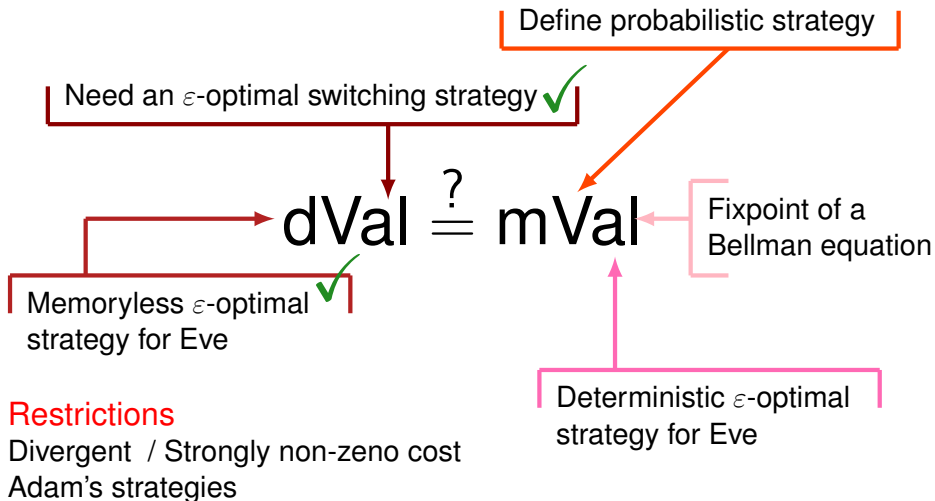 Define probabilistic strategy
Need an ε-optimal switching strategy ✓
dVal ≟ mVal
Fixpoint of a
Bellman equation
Memoryless ε-optimal ✓
strategy for Eve
Deterministic ε-optimal
strategy for Eve
Restrictions
Divergent / Strongly non-zeno cost
Adam's strategies